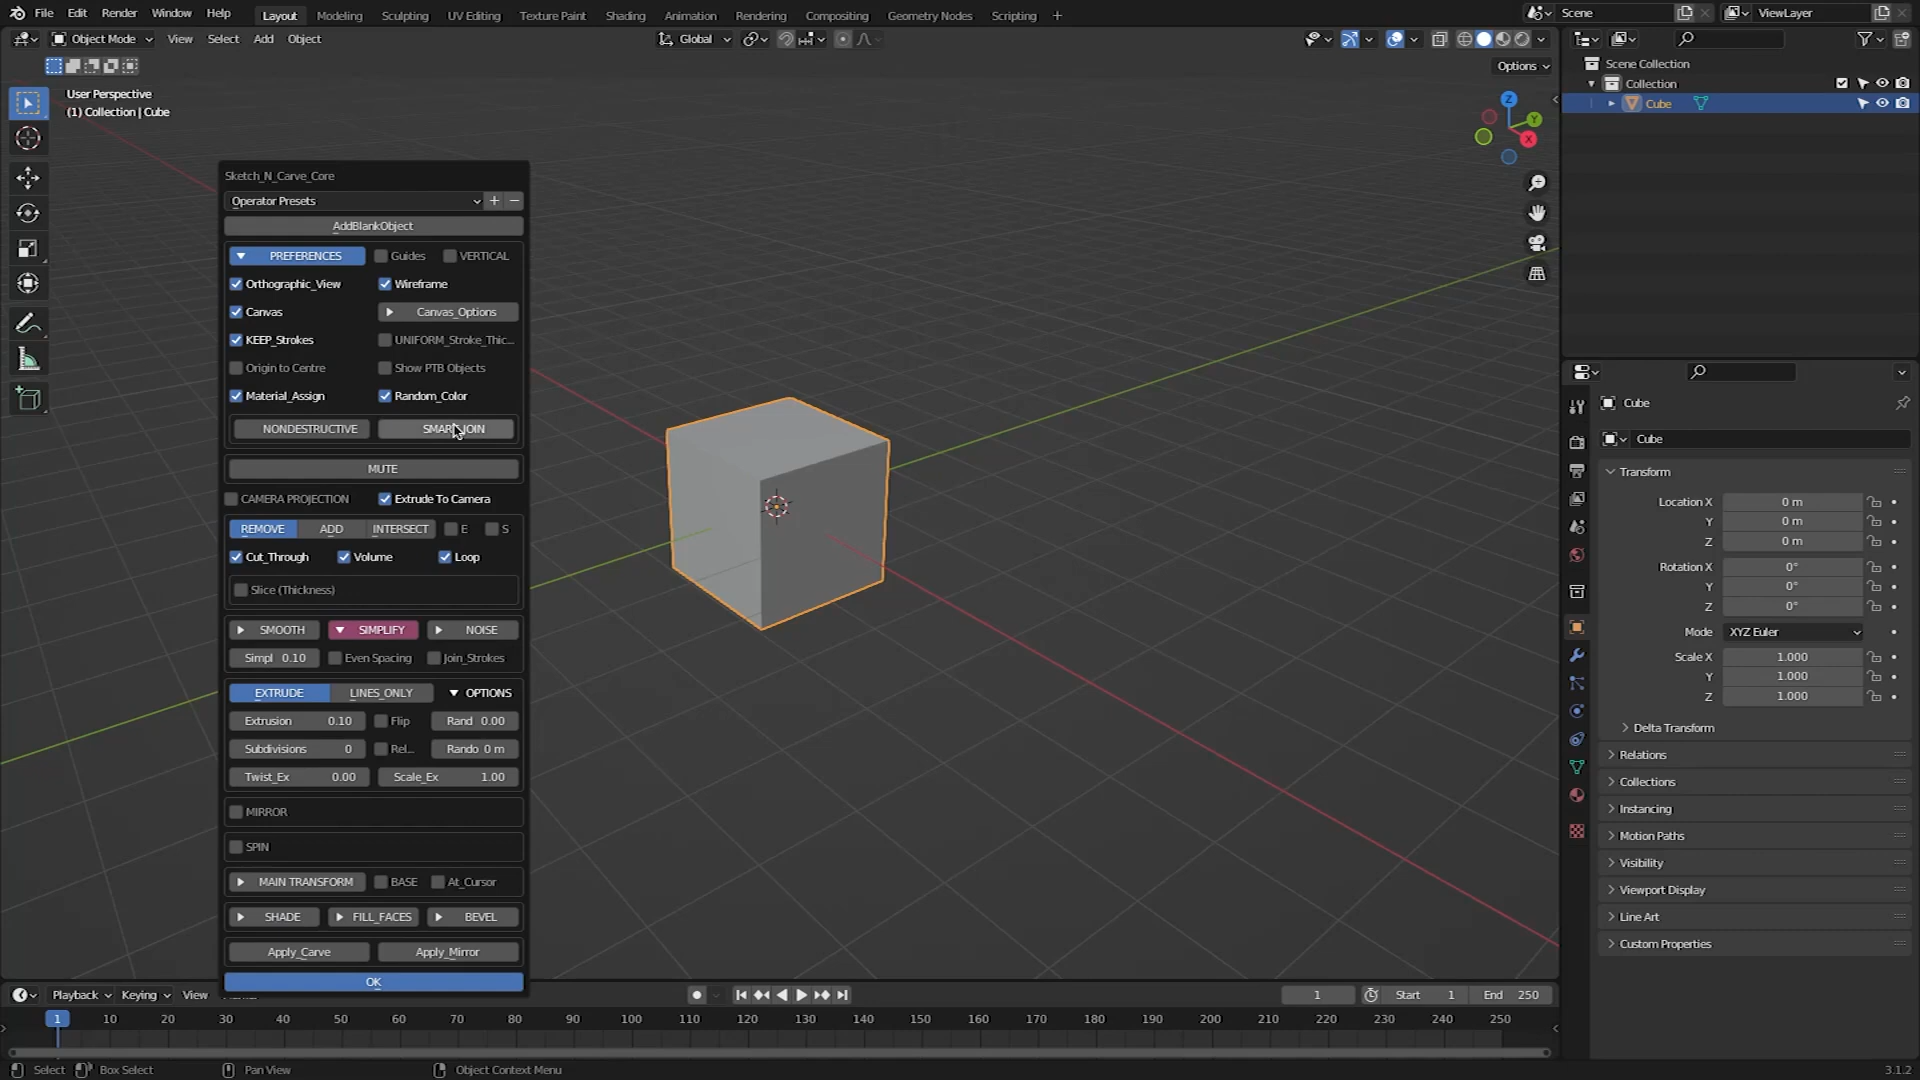 File Edit Render Window Help Layout Modeling Sculpting UV Editing Texture Paint Shading Animation Rendering Compositing Geometry Nodes Scripting + Scene ViewLayer
Object Mode View Select Add Object Global
Options
User Perspective
(1) Collection | Cube
Z
Y
X
Sketch_N_Carve_Core
Operator Presets + −
AddBlankObject
PREFERENCES Guides VERTICAL
Orthographic_View Wireframe
Canvas Canvas_Options
KEEP_Strokes UNIFORM_Stroke_Thic...
Origin to Centre Show PTB Objects
Material_Assign Random_Color
NONDESTRUCTIVE
MUTE
CAMERA PROJECTION Extrude To Camera
REMOVE ADD INTERSECT E S
Cut_Through Volume Loop
Slice (Thickness)
SMOOTH SIMPLIFY NOISE
Simpl 0.10 Even Spacing Join_Strokes
EXTRUDE LINES_ONLY OPTIONS
Extrusion 0.10 Flip Rand 0.00
Subdivisions 0 Rel... Rando 0 m
Twist_Ex 0.00 Scale_Ex 1.00
MIRROR
SPIN
MAIN TRANSFORM BASE At_Cursor
SHADE FILL_FACES BEVEL
Apply_Carve Apply_Mirror
OK
Scene Collection
Collection
Cube
Cube
Cube
Transform
Location X 0 m
Y 0 m
Z 0 m
Rotation X 0°
Y 0°
Z 0°
Mode XYZ Euler
Scale X 1.000
Y 1.000
Z 1.000
Delta Transform
Relations
Collections
Instancing
Motion Paths
Visibility
Viewport Display
Line Art
Custom Properties
Playback Keying View 1 Start 1 End 250
1 10 20 30 40 50 60 70 80 90 100 110 120 130 140 150 160 170 180 190 200 210 220 230 240 250
Select Box Select Pan View Object Context Menu 3.1.2